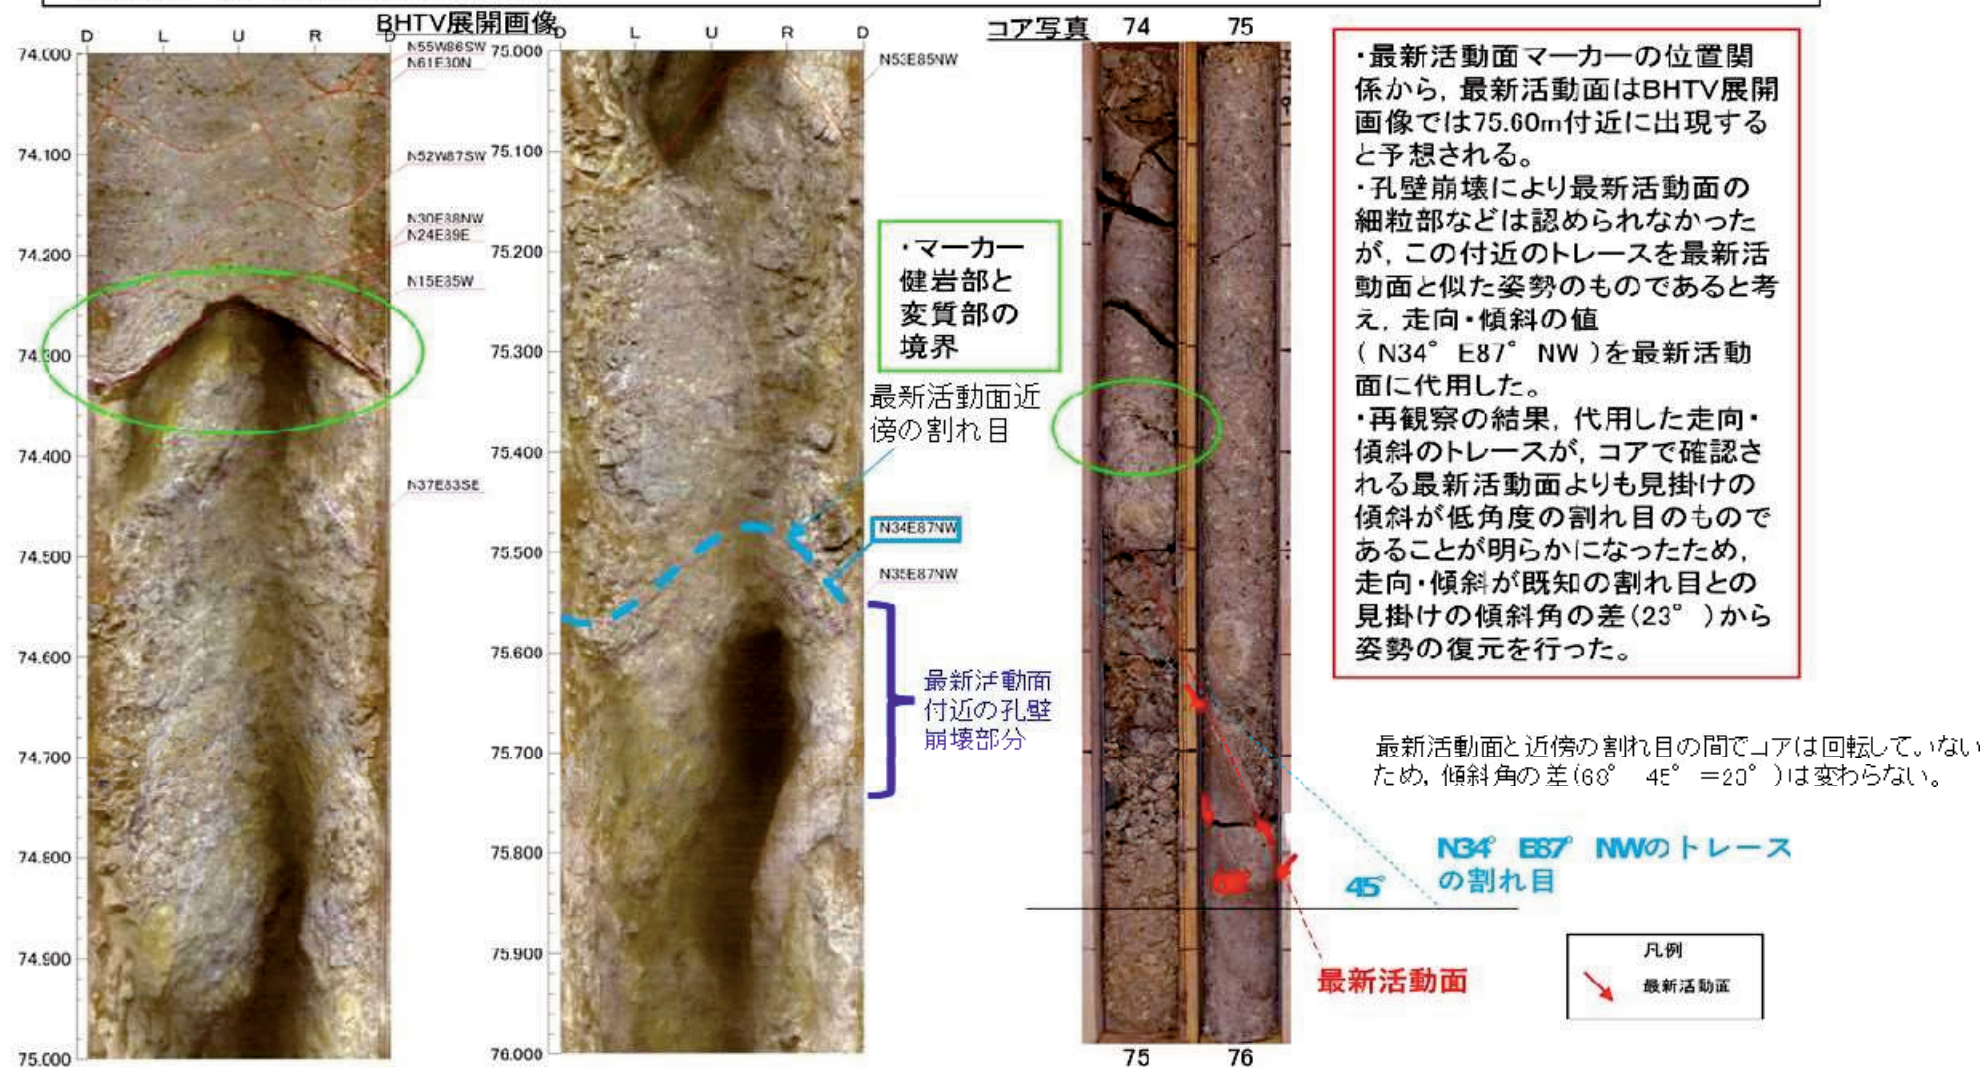 BHTV展開画像
D L U R D
N55W86SW
74.000
N61E30N
74.100
N52W87SW
N30E88NW
N24E89E
74.200
N15E85W
74.300
74.400
N37E83SE
74.500
74.600
74.700
74.800
74.900
75.000
D L U R D
75.000
N53E85NW
75.100
75.200
75.300
75.400
75.500
N34E87NW
N35E87NW
75.600
75.700
75.800
75.900
76.000
・マーカー
健岩部と
変質部の
境界
最新活動面近
傍の割れ目
最新活動面
付近の孔壁
崩壊部分
コア写真 74 75
75 76
・最新活動面マーカーの位置関
係から, 最新活動面はBHTV展開
画像では75.60m付近に出現する
と予想される。
・孔壁崩壊により最新活動面の
細粒部などは認められなかった
が, この付近のトレースを最新活
動面と似た姿勢のものであると考
え, 走向・傾斜の値
( N34° E87° NW )を最新活動
面に代用した。
・再観察の結果, 代用した走向・
傾斜のトレースが, コアで確認さ
れる最新活動面よりも見掛けの
傾斜が低角度の割れ目のもので
あることが明らかになったため,
走向・傾斜が既知の割れ目との
見掛けの傾斜角の差(23° )から
姿勢の復元を行った。
最新活動面と近傍の割れ目の間でコアは回転していない
ため, 傾斜角の差(68° 45° =20° )は変わらない。
N34° E87° NWのトレース
の割れ目
45°
最新活動面
凡例
最新活動面